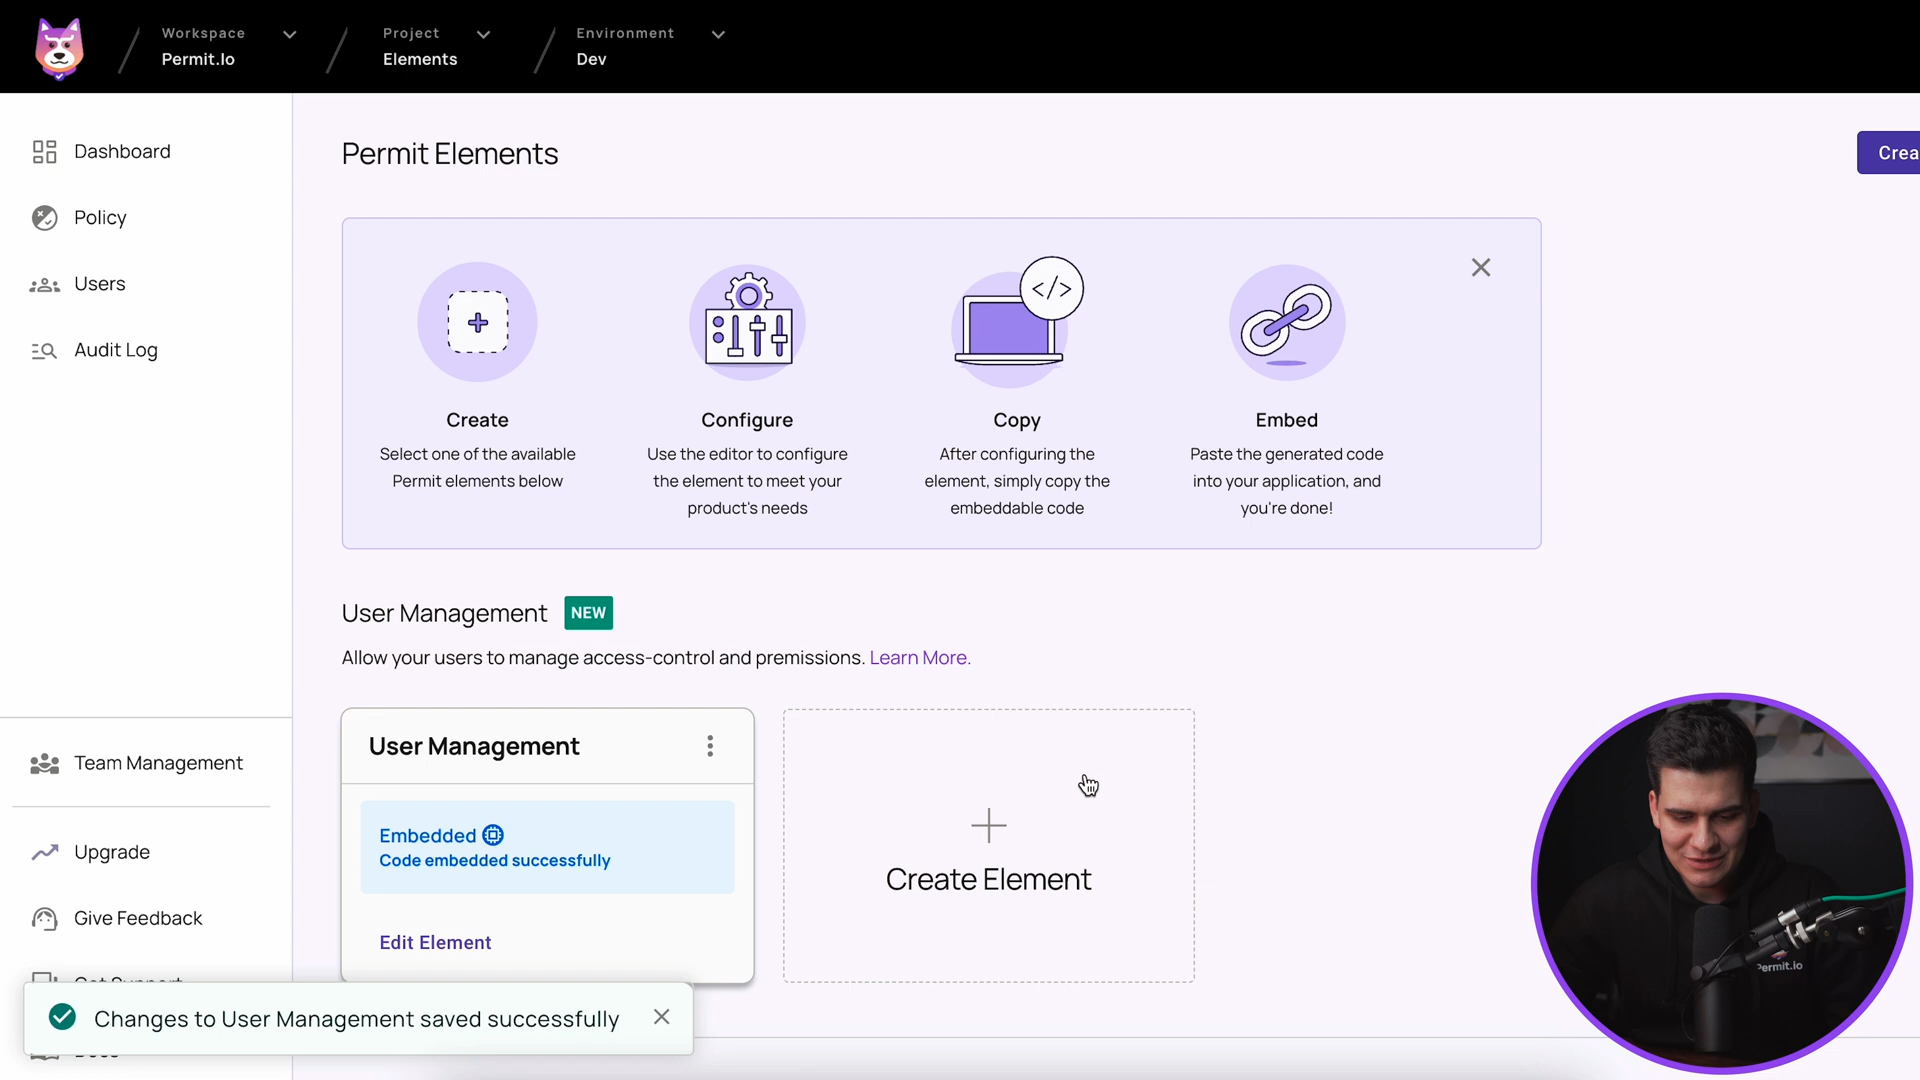 Workspace
Permit.Io
Project
Elements
Environment
Dev
Dashboard
Policy
Users
Audit Log
Team Management
Upgrade
Give Feedback
Permit Elements
Crea
Create
Select one of the available
Permit elements below
Configure
Use the editor to configure
the element to meet your
product's needs
</>
Copy
After configuring the
element, simply copy the
embeddable code
Embed
Paste the generated code
into your application, and
you're done!
User Management NEW
Allow your users to manage access-control and premissions. Learn More.
User Management
Embedded
Code embedded successfully
Edit Element
Create Element
Changes to User Management saved successfully
Permit.io